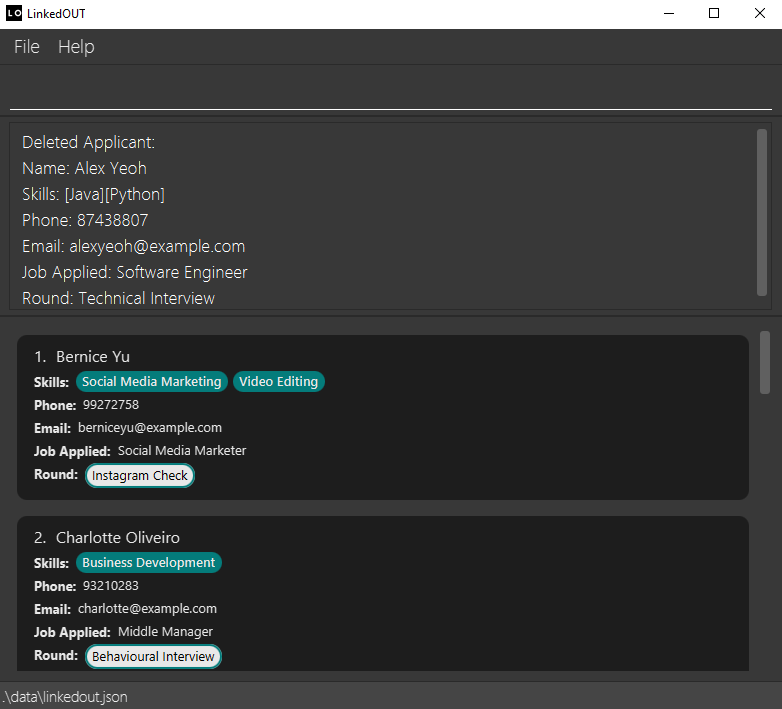 LO LinkedOUT
File Help
Deleted Applicant:
Name: Alex Yeoh
Skills: [Java][Python]
Phone: 87438807
Email: alexyeoh@example.com
Job Applied: Software Engineer
Round: Technical Interview
1. Bernice Yu
Skills: Social Media Marketing Video Editing
Phone: 99272758
Email: berniceyu@example.com
Job Applied: Social Media Marketer
Round: Instagram Check
2. Charlotte Oliveiro
Skills: Business Development
Phone: 93210283
Email: charlotte@example.com
Job Applied: Middle Manager
Round: Behavioural Interview
.\data\linkedout.json